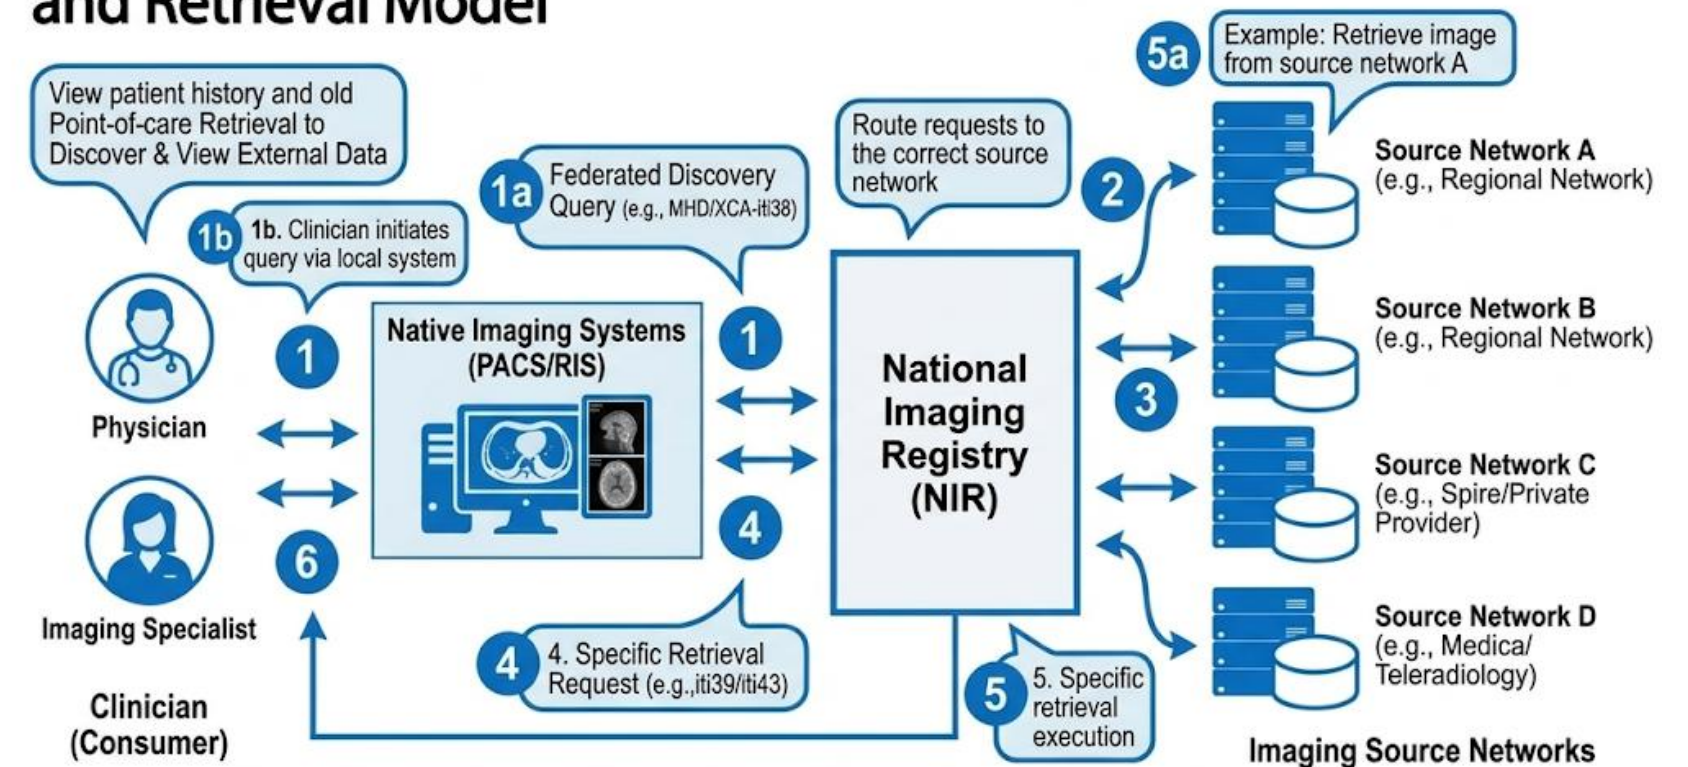 and Retrieval Model
View patient history and old
Point-of-care Retrieval to
Discover & View External Data
1b
1b. Clinician initiates
query via local system
1a
Federated Discovery
Query (e.g., MHD/XCA-iti38)
Route requests to
the correct source
network
5a
Example: Retrieve image
from source network A
2
Source Network A
(e.g., Regional Network)
Physician
1
Native Imaging Systems
(PACS/RIS)
1
National
Imaging
Registry
(NIR)
3
Source Network B
(e.g., Regional Network)
Source Network C
(e.g., Spire/Private
Provider)
Imaging Specialist
6
4
4
4. Specific Retrieval
Request (e.g.,iti39/iti43)
5
5. Specific
retrieval
execution
Source Network D
(e.g., Medica/
Teleradiology)
Clinician
(Consumer)
Imaging Source Networks